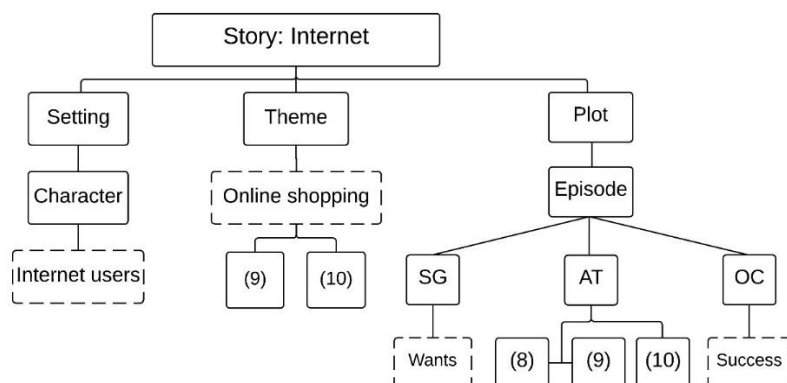 Story: Internet
Setting
Theme
Plot
Character
Online shopping
Episode
Internet users
(9)
(10)
SG
AT
OC
Wants
(8)
(9)
(10)
Success